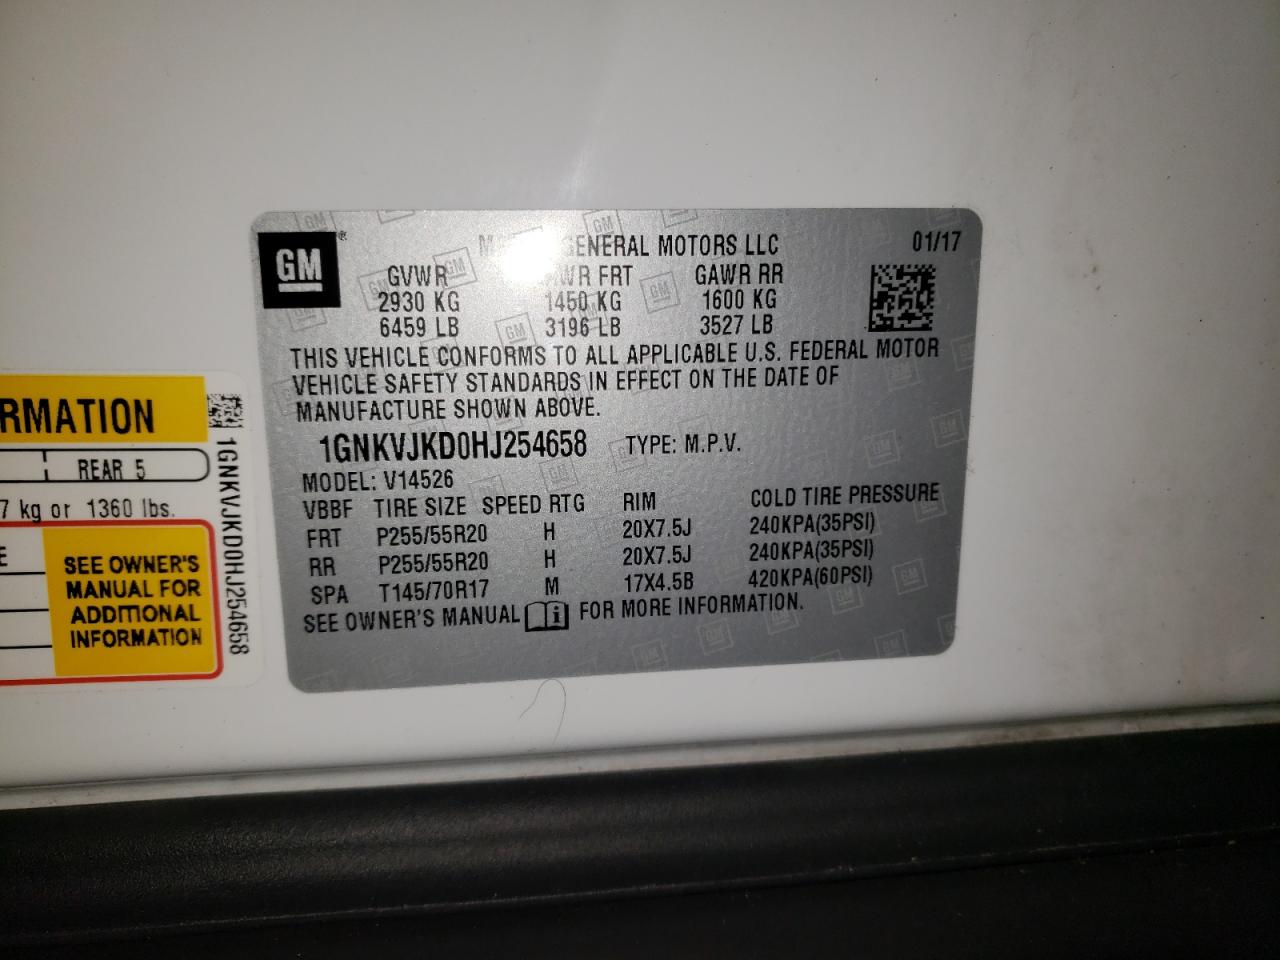 GM
®
M GENERAL MOTORS LLC 01/17
GVWR WR FRT GAWR RR
2930 KG 1450 KG 1600 KG
6459 LB 3196 LB 3527 LB
THIS VEHICLE CONFORMS TO ALL APPLICABLE U.S. FEDERAL MOTOR
VEHICLE SAFETY STANDARDS IN EFFECT ON THE DATE OF
MANUFACTURE SHOWN ABOVE.
1GNKVJKD0HJ254658 TYPE: M.P.V.
MODEL: V14526
VBBF TIRE SIZE SPEED RTG RIM COLD TIRE PRESSURE
FRT P255/55R20 H 20X7.5J 240KPA(35PSI)
RR P255/55R20 H 20X7.5J 240KPA(35PSI)
SPA T145/70R17 M 17X4.5B 420KPA(60PSI)
SEE OWNER'S MANUAL FOR MORE INFORMATION.
RMATION
REAR 5
7 kg or 1360 lbs.
E
SEE OWNER'S
MANUAL FOR
ADDITIONAL
INFORMATION
1GNKVJKD0HJ254658